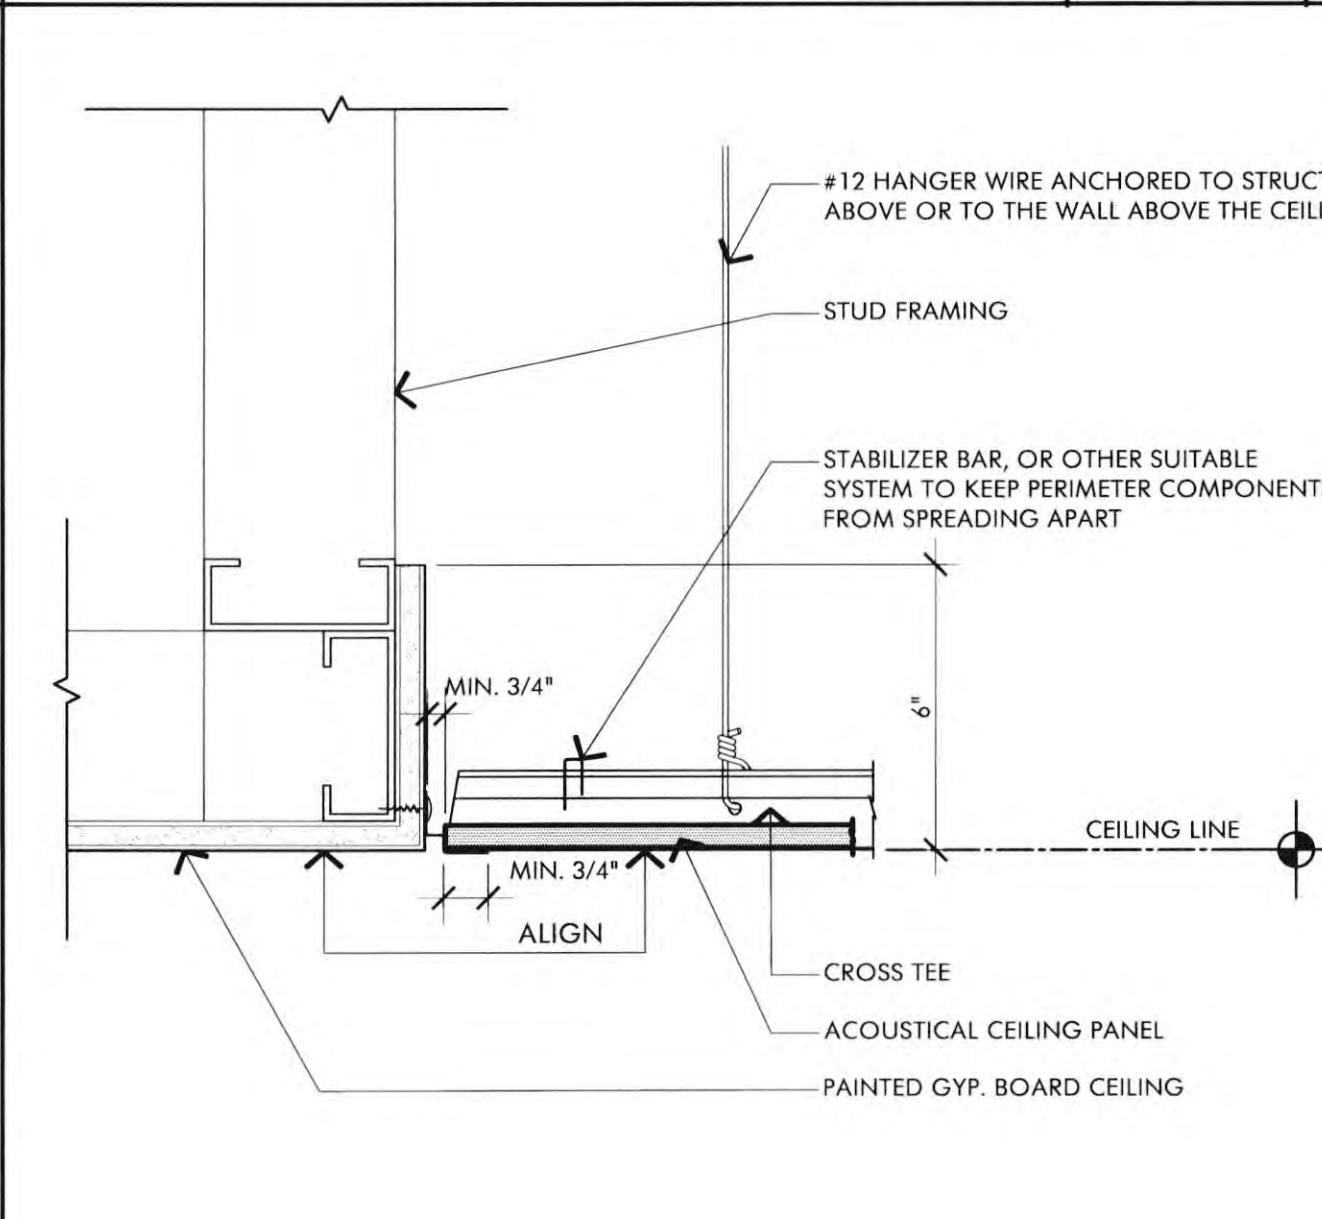 #12 HANGER WIRE ANCHORED TO STRUCT
ABOVE OR TO THE WALL ABOVE THE CEIL
STUD FRAMING
STABILIZER BAR, OR OTHER SUITABLE
SYSTEM TO KEEP PERIMETER COMPONENT
FROM SPREADING APART
MIN. 3/4"
6"
CEILING LINE
MIN. 3/4"
ALIGN
CROSS TEE
ACOUSTICAL CEILING PANEL
PAINTED GYP. BOARD CEILING